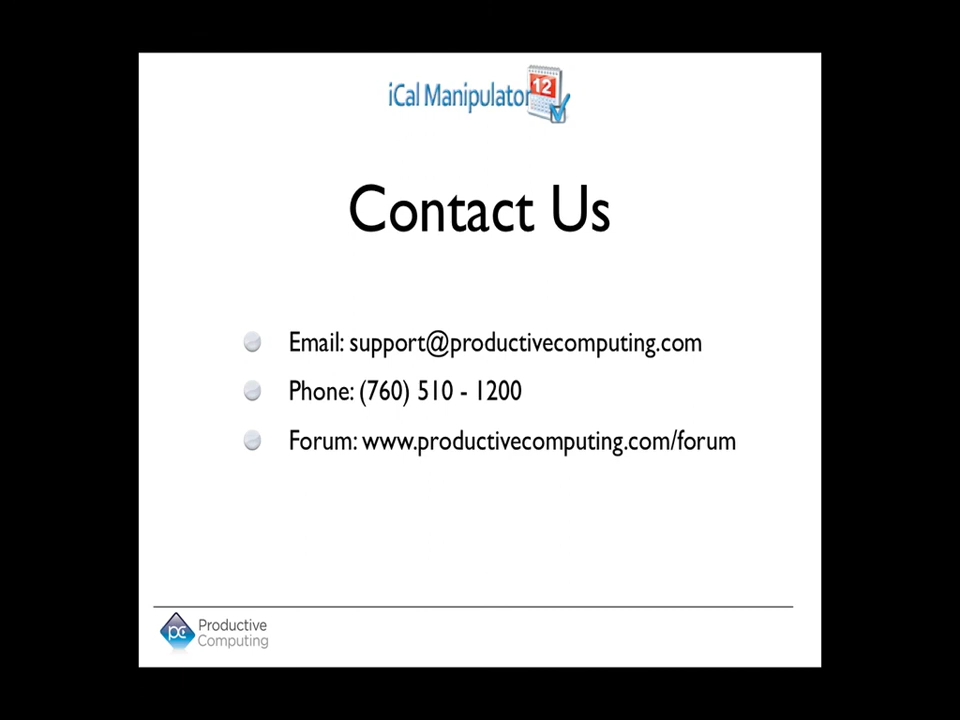 iCal Manipulator
12
Contact Us
Email: support@productivecomputing.com
Phone: (760) 510 - 1200
Forum: www.productivecomputing.com/forum
pc
Productive
Computing